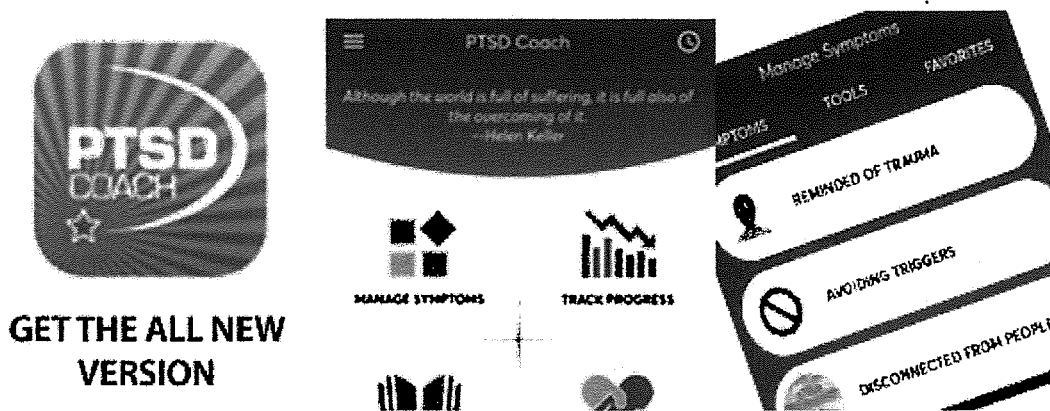 PTSD
COACH
GET THE ALL NEW
VERSION
PTSD Coach
Although the world is full of suffering, it is full also of
the overcoming of it.
—Helen Keller
MANAGE SYMPTOMS
TRACK PROGRESS
Manage Symptoms
PTOMS
TOOLS
FAVORITES
REMINDED OF TRAUMA
AVOIDING TRIGGERS
DISCONNECTED FROM PEOPLE